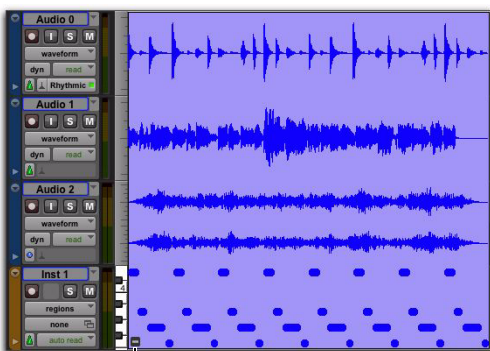 Audio 0
I S M
waveform
dyn read
Rhythmic
Audio 1
I S M
waveform
dyn read
Audio 2
I S M
waveform
dyn read
Inst 1
S M
4
regions
none
auto read